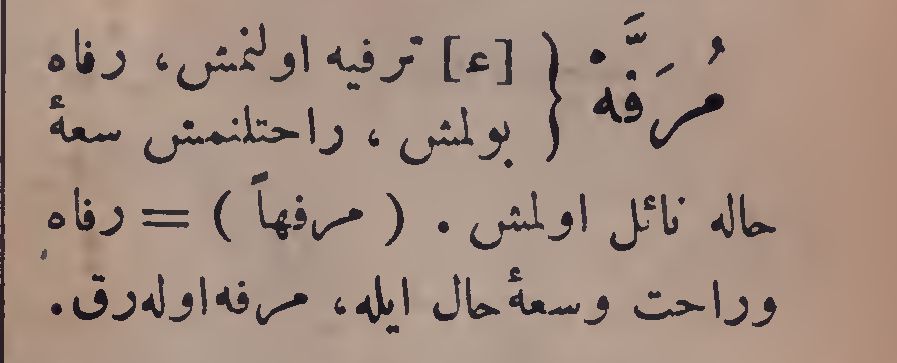 مُرَفَّه { [ع] ترفيه اولنمش، رفاه
بولمش ، راحتلنمش سعهٔ
حاله نائل اولمش . ( مرفهاً ) = رفاه
وراحت وسعهٔ حال ايله، مرفه اوله‌رق.